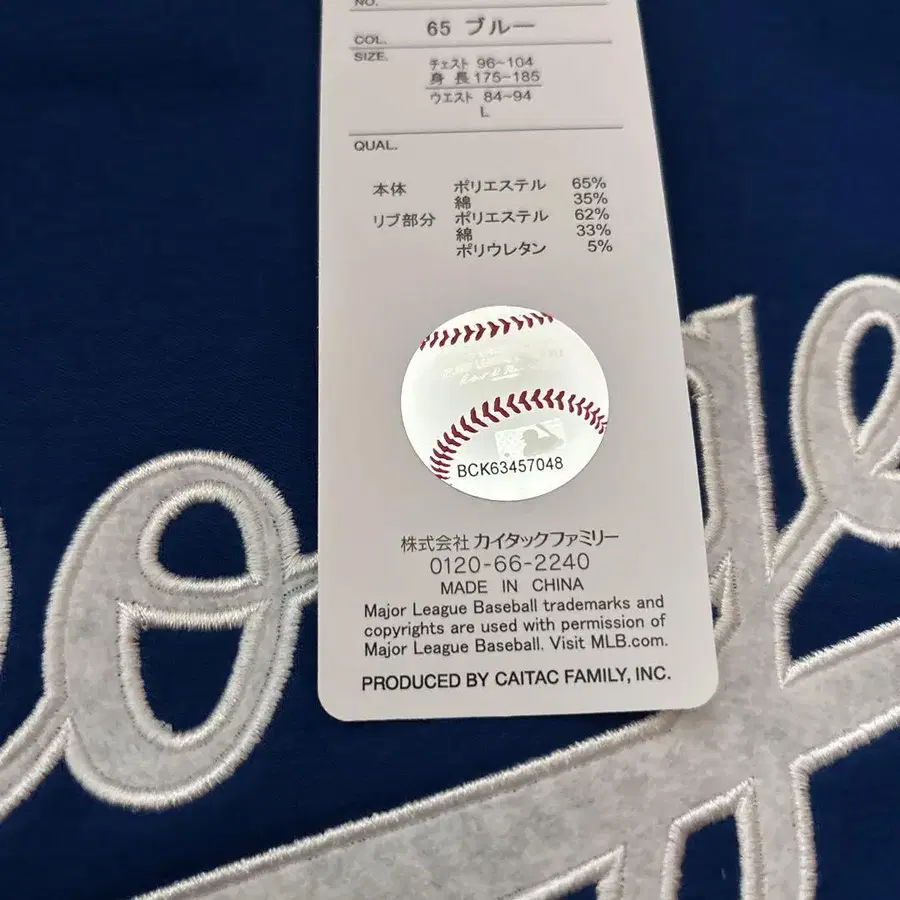 NO.
COL. 65 ブルー
SIZE. チェスト 96~104
身 長 175~185
ウエスト 84~94
L
QUAL.
本体 ポリエステル 65%
綿 35%
リブ部分 ポリエステル 62%
綿 33%
ポリウレタン 5%
BCK63457048
株式会社 カイタックファミリー
0120-66-2240
MADE IN CHINA
Major League Baseball trademarks and
copyrights are used with permission of
Major League Baseball. Visit MLB.com.
PRODUCED BY CAITAC FAMILY, INC.